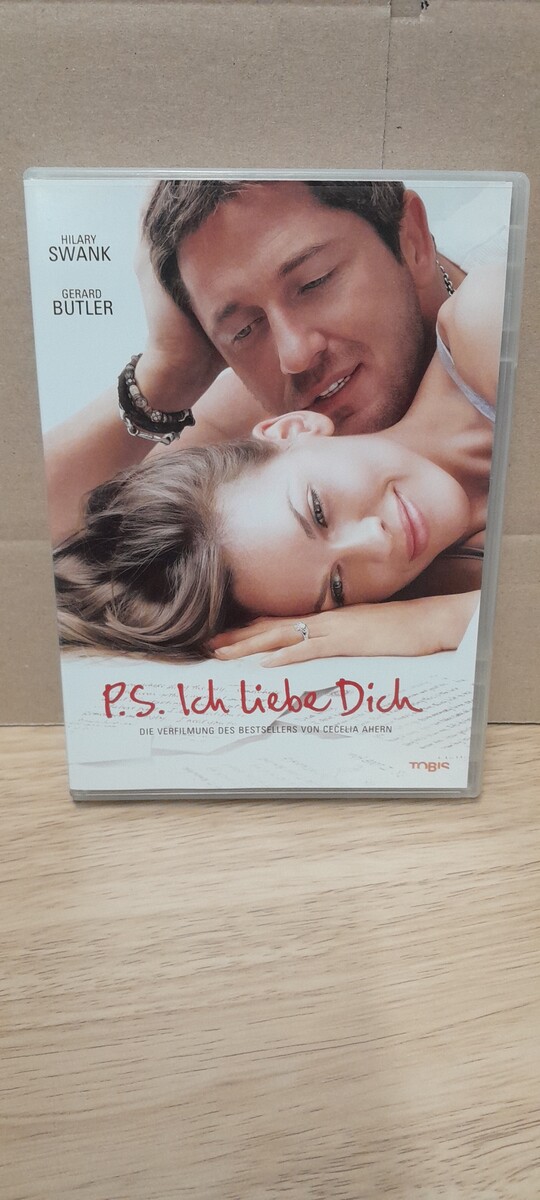 HILARY
SWANK
GERARD
BUTLER
P.S. Ich liebe Dich
DIE VERFILMUNG DES BESTSELLERS VON CECELIA AHERN
TOBIS